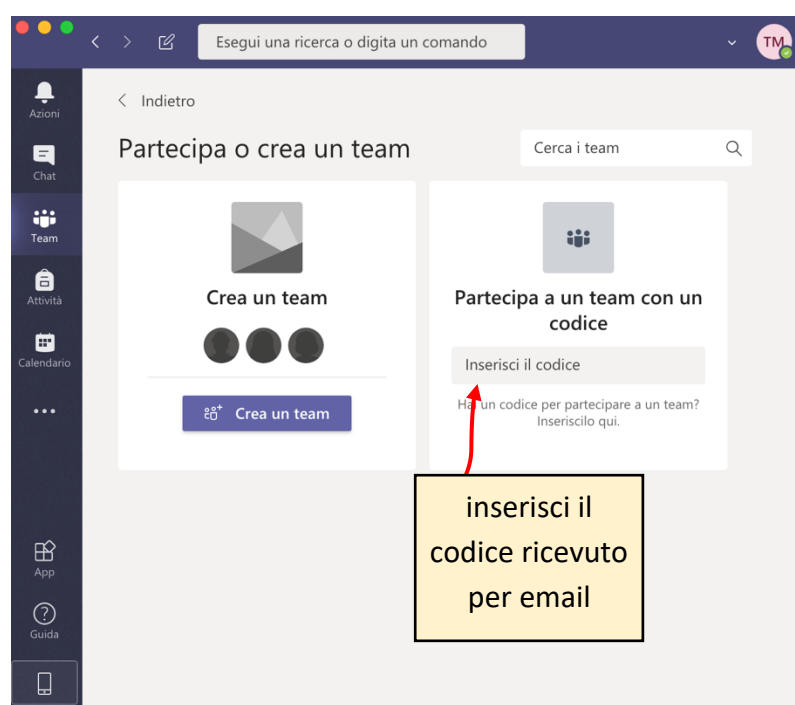 Esegui una ricerca o digita un comando
TM
Azioni
Chat
Team
Attività
Calendario
App
Guida
Indietro
Partecipa o crea un team
Cerca i team
Crea un team
Crea un team
Partecipa a un team con un
codice
Inserisci il codice
Hai un codice per partecipare a un team?
Inseriscilo qui.
inserisci il
codice ricevuto
per email